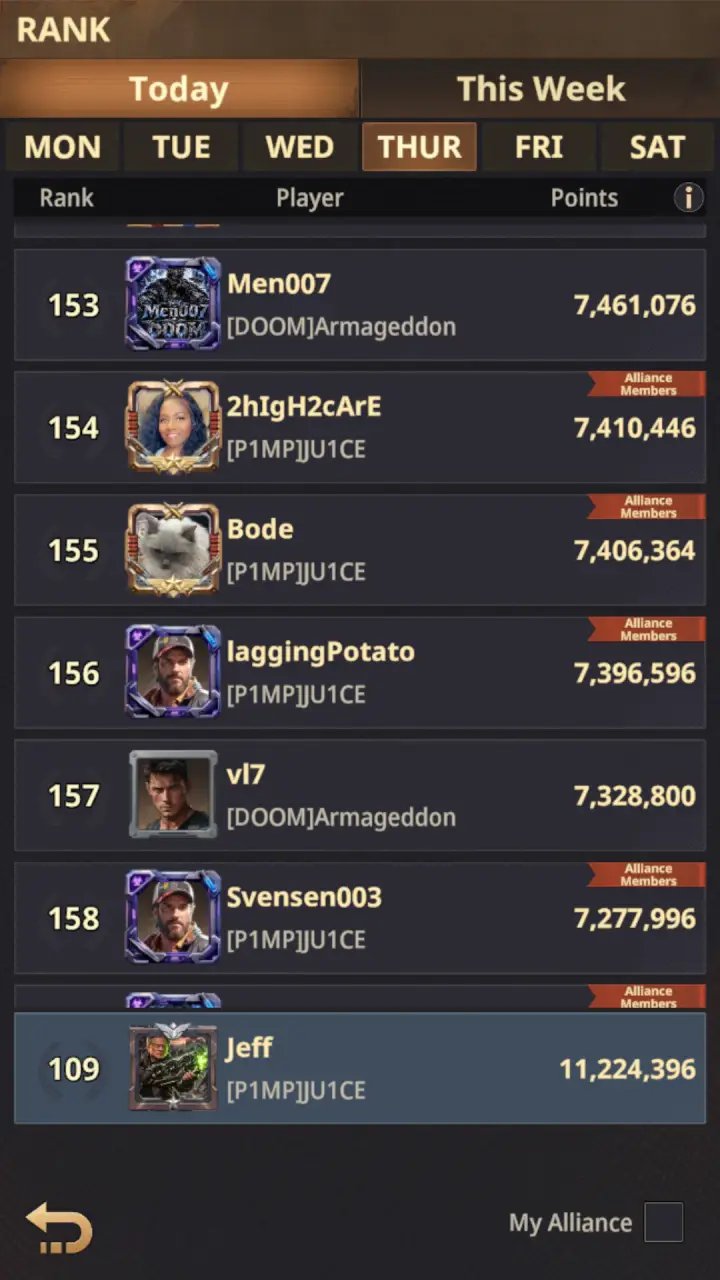 RANK
Today
This Week
MON
TUE
WED
THUR
FRI
SAT
Rank
Player
Points
i
153
Men007
DOOM
Men007
[DOOM]Armageddon
7,461,076
Alliance
Members
154
2hIgH2cArE
[P1MP]JU1CE
7,410,446
Alliance
Members
155
Bode
[P1MP]JU1CE
7,406,364
Alliance
Members
156
laggingPotato
[P1MP]JU1CE
7,396,596
157
vl7
[DOOM]Armageddon
7,328,800
Alliance
Members
158
Svensen003
[P1MP]JU1CE
7,277,996
Alliance
Members
109
Jeff
[P1MP]JU1CE
11,224,396
My Alliance